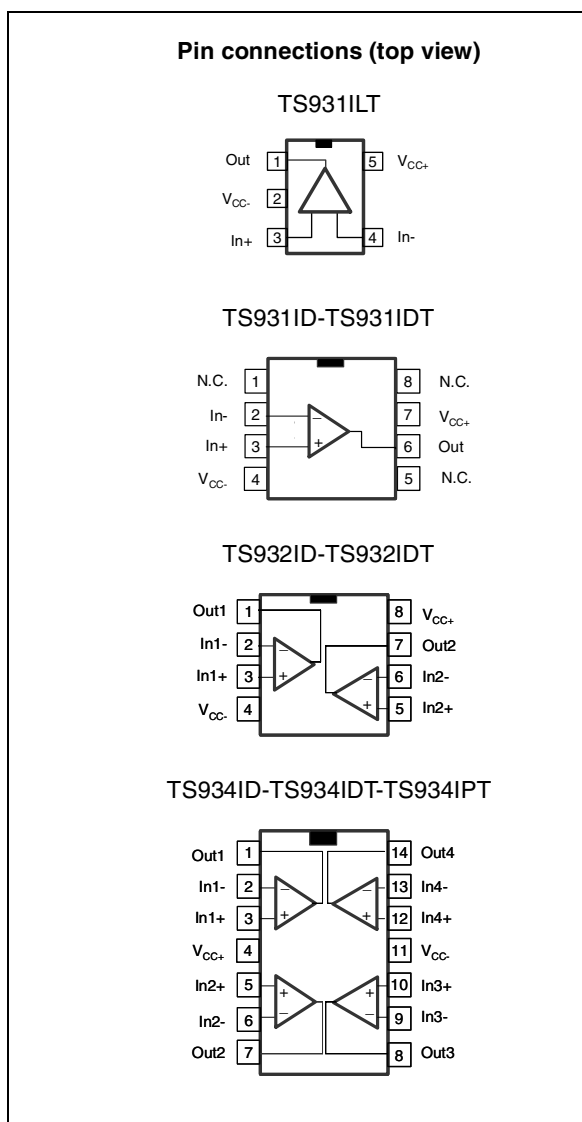 Pin connections (top view)
TS931ILT
Out 1 5 VCC+
VCC- 2
In+ 3 4 In-
TS931ID-TS931IDT
N.C. 1 8 N.C.
In- 2 − 7 VCC+
In+ 3 + 6 Out
VCC- 4 5 N.C.
TS932ID-TS932IDT
Out1 1 8 VCC+
In1- 2 − 7 Out2
In1+ 3 + − 6 In2-
VCC- 4 + 5 In2+
TS934ID-TS934IDT-TS934IPT
Out1 1 14 Out4
In1- 2 − − 13 In4-
In1+ 3 + + 12 In4+
VCC+ 4 11 VCC-
In2+ 5 + + 10 In3+
In2- 6 − − 9 In3-
Out2 7 8 Out3